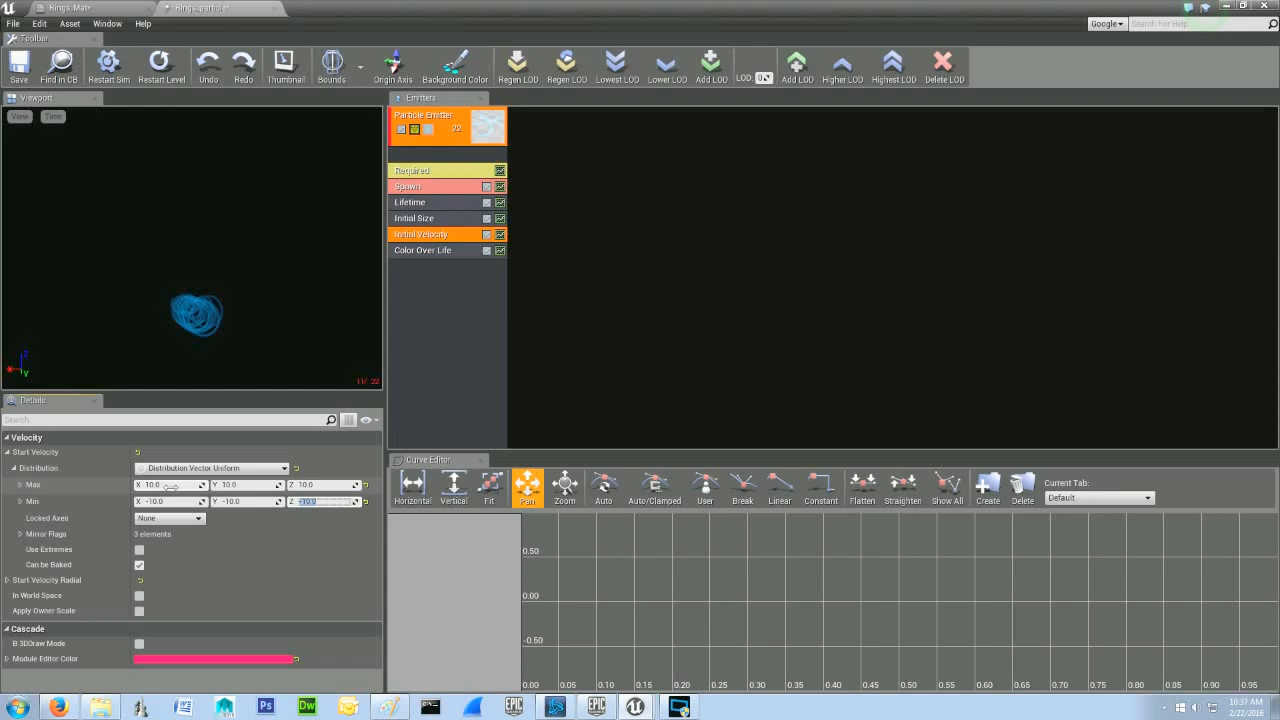 Rings_Mat*
Rings_particle*
File Edit Asset Window Help
Google
Search For Help
Toolbar
Save
Find in CB
Restart Sim
Restart Level
Undo
Redo
Thumbnail
Bounds
Origin Axis
Background Color
Regen LOD
Regen LOD
Lowest LOD
Lower LOD
Add LOD
LOD: 0
Add LOD
Higher LOD
Highest LOD
Delete LOD
Viewport
View
Time
Z
Y
11/ 22
Emitters
Particle Emitter
22
Required
Spawn
Lifetime
Initial Size
Initial Velocity
Color Over Life
Details
Search
Velocity
Start Velocity
Distribution
Distribution Vector Uniform
Max
X 10.0
Y 10.0
Z 10.0
Min
X -10.0
Y -10.0
Z -10.0
Locked Axes
None
Mirror Flags
3 elements
Use Extremes
Can be Baked
Start Velocity Radial
In World Space
Apply Owner Scale
Cascade
B 3DDraw Mode
Module Editor Color
Curve Editor
Horizontal
Vertical
Fit
Pan
Zoom
Auto
Auto/Clamped
User
Break
Linear
Constant
Flatten
Straighten
Show All
Create
Delete
Current Tab:
Default
0.50
0.00
-0.50
0.00 0.05 0.10 0.15 0.20 0.25 0.30 0.35 0.40 0.45 0.50 0.55 0.60 0.65 0.70 0.75 0.80 0.85 0.90 0.95
Ps
Dw
EPIC
EPIC
10:37 AM
2/22/2016